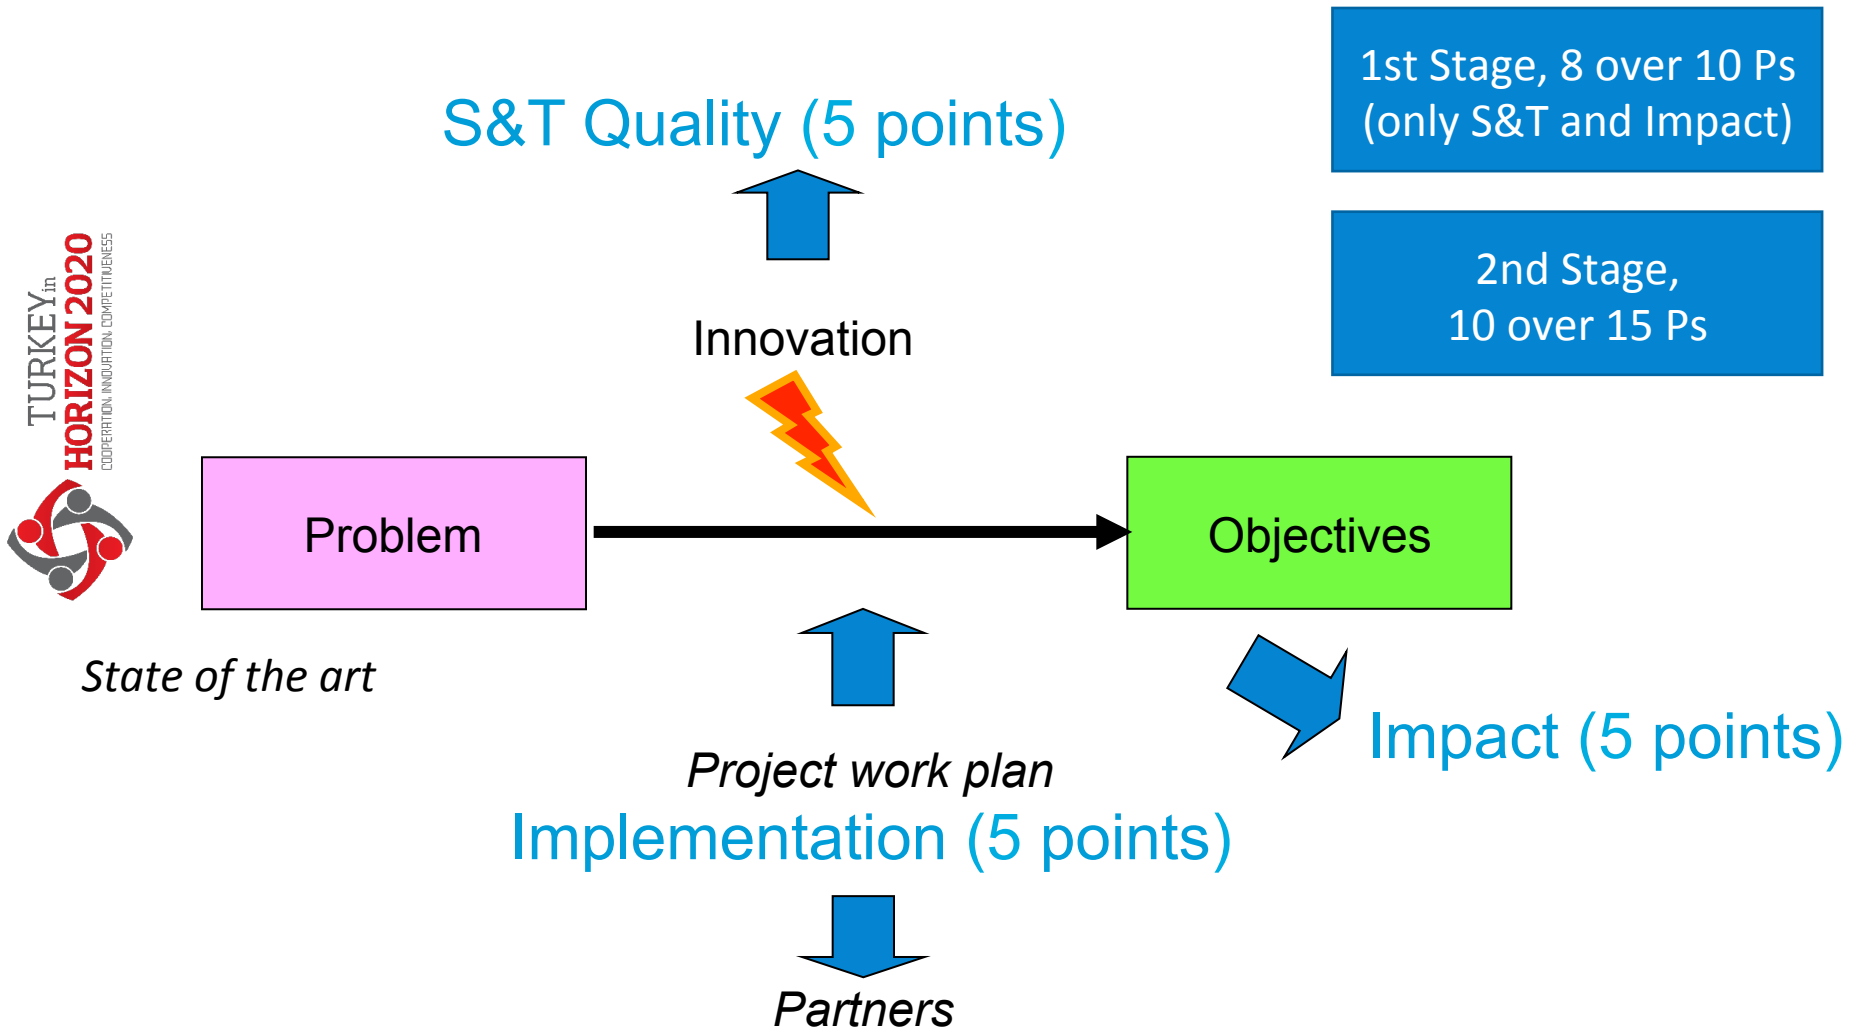 1st Stage, 8 over 10 Ps
(only S&T and Impact)
S&T Quality (5 points)
2nd Stage,
10 over 15 Ps
TURKEY in
HORIZON 2020
COOPERATION, INNOVATION, COMPETITIVENESS
Innovation
Problem
Objectives
State of the art
Impact (5 points)
Project work plan
Implementation (5 points)
Partners